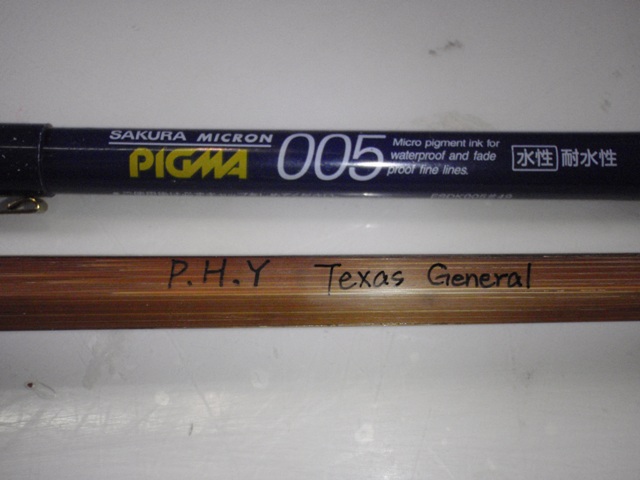 SAKURA MICRON
PIGMA
005
Micro pigment ink for
waterproof and fade
proof fine lines.
水性 耐水性
P.H.Y Texas General